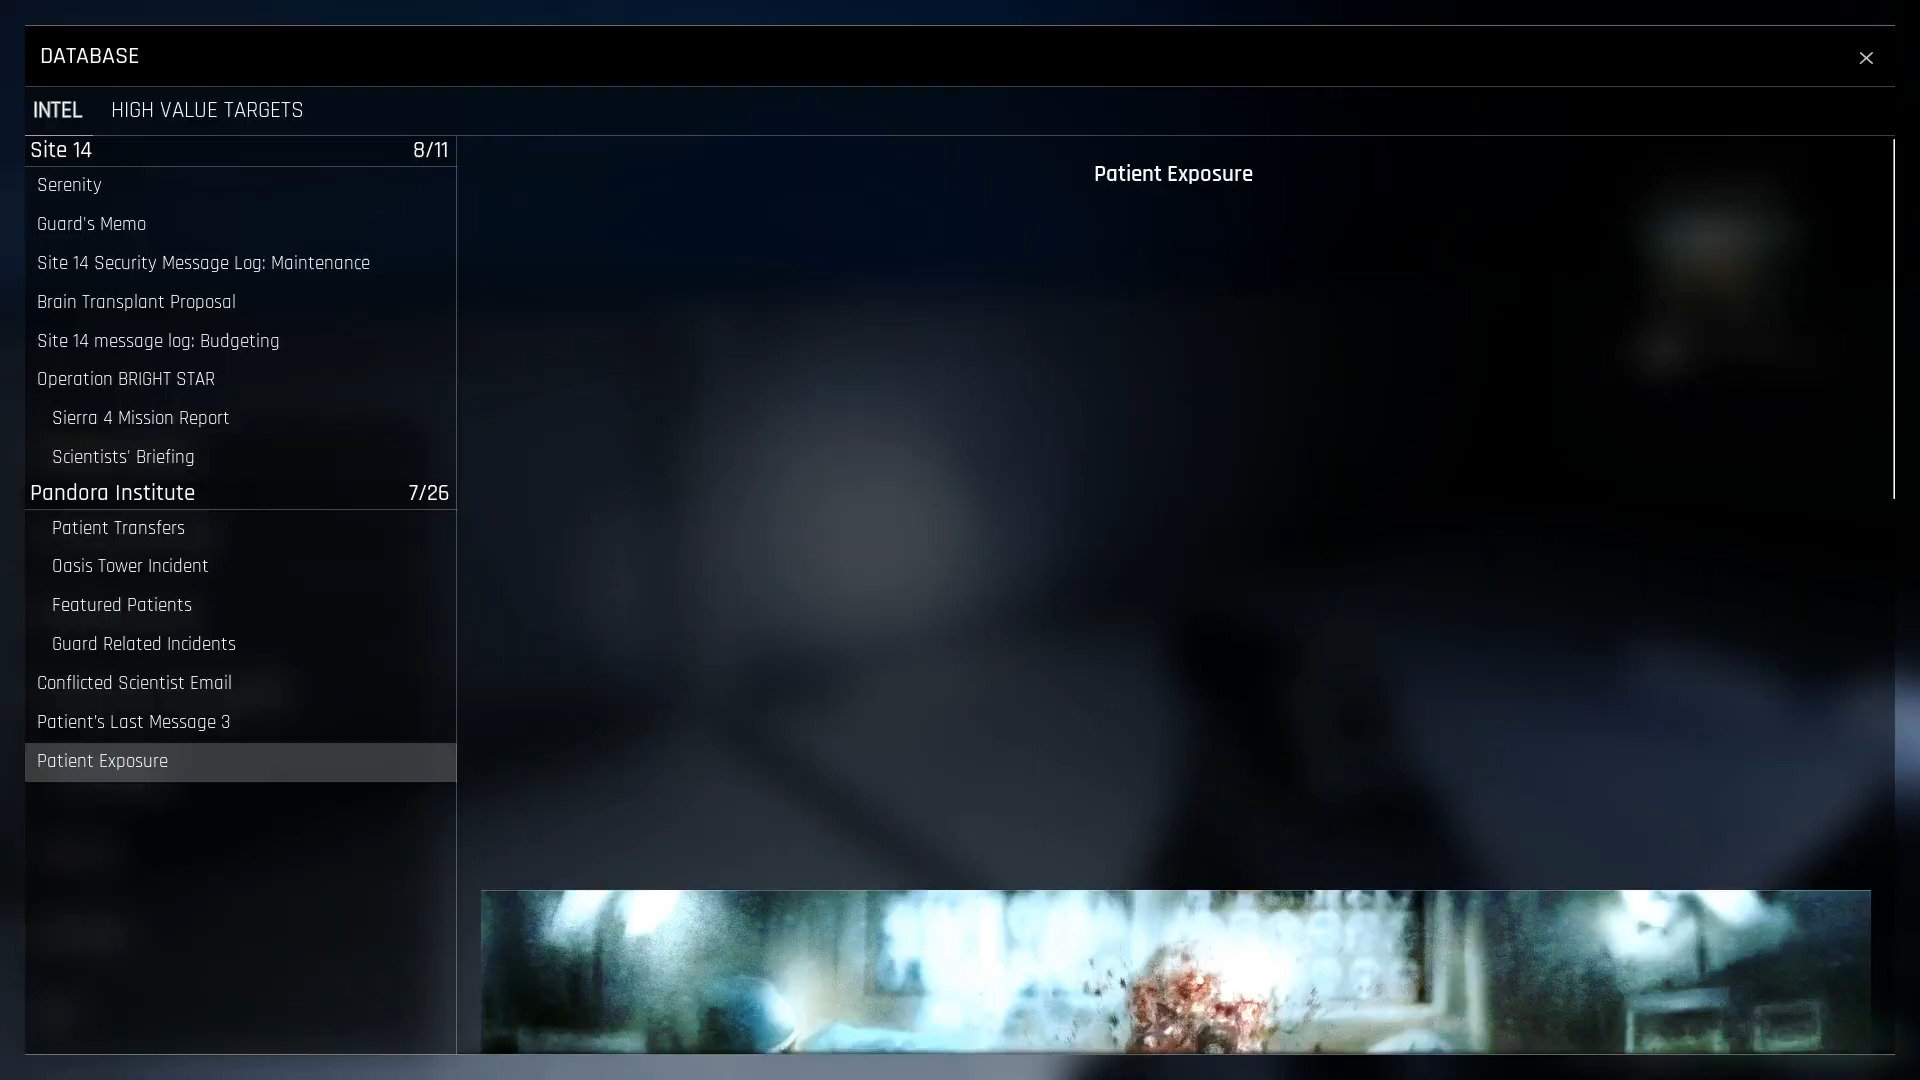 DATABASE
INTEL HIGH VALUE TARGETS
Site 14 8/11
Serenity
Guard's Memo
Site 14 Security Message Log: Maintenance
Brain Transplant Proposal
Site 14 message log: Budgeting
Operation BRIGHT STAR
Sierra 4 Mission Report
Scientists' Briefing
Pandora Institute 7/26
Patient Transfers
Oasis Tower Incident
Featured Patients
Guard Related Incidents
Conflicted Scientist Email
Patient's Last Message 3
Patient Exposure
Patient Exposure